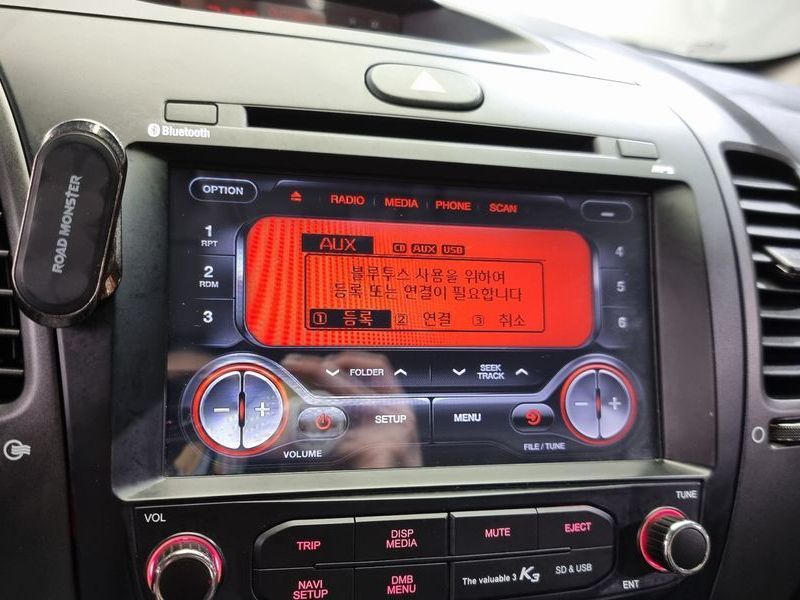 Bluetooth
MP3
ROAD MONSTER
OPTION
RADIO MEDIA PHONE SCAN
1 RPT
2 RDM
3
4
5
6
AUX CD AUX USB
블루투스 사용을 위하여
등록 또는 연결이 필요합니다
1 등록 2 연결 3 취소
FOLDER
SEEK
TRACK
SETUP MENU
VOLUME
FILE / TUNE
VOL
TUNE
TRIP
DISP
MEDIA
MUTE
EJECT
NAVI
SETUP
DMB
MENU
The valuable 3 K3
SD & USB
ENT